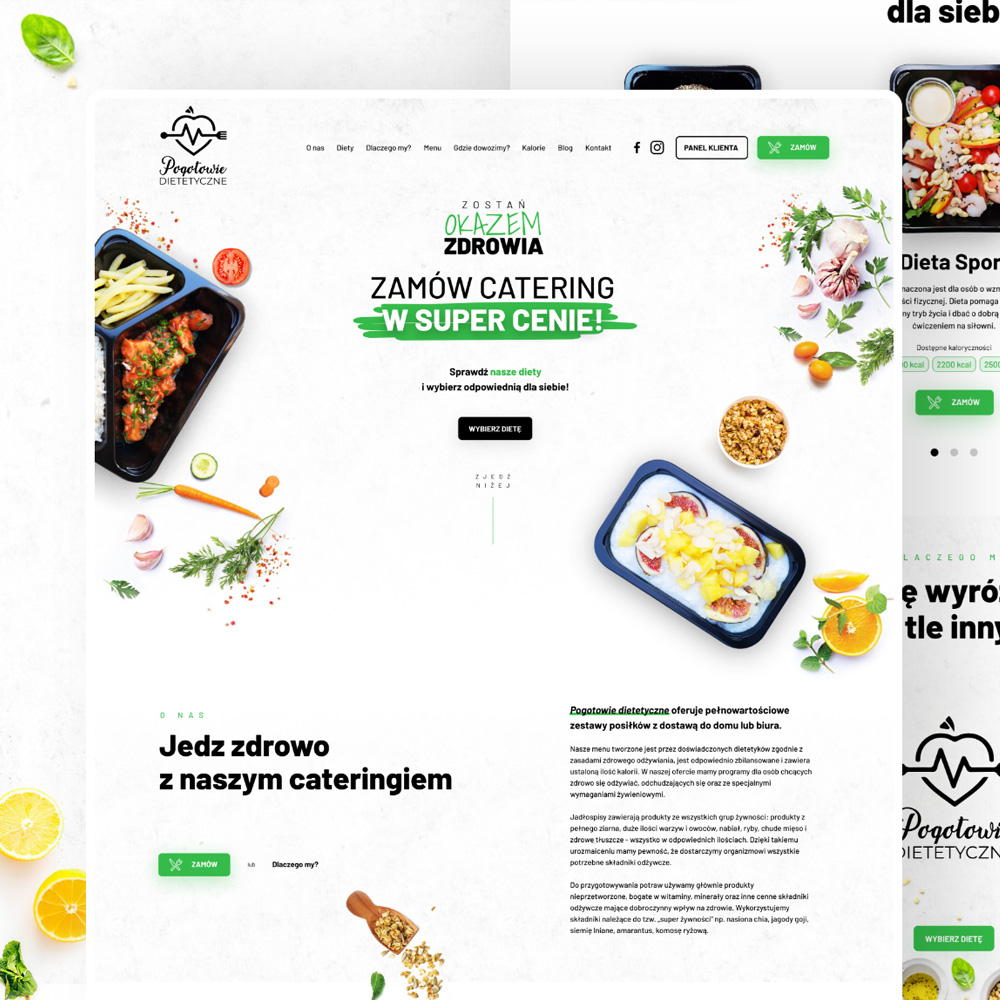 dla sieb
Pogotowie
DIETETYCZNE
O nas
Diety
Dlaczego my?
Menu
Gdzie dowozimy?
Kalorie
Blog
Kontakt
PANEL KLIENTA
ZAMÓW
ZOSTAŃ
OKAZEM
ZDROWIA
ZAMÓW CATERING
W SUPER CENIE!
Sprawdź nasze diety
i wybierz odpowiednią dla siebie!
WYBIERZ DIETĘ
ZJEDŹ
NIŻEJ
O NAS
Jedz zdrowo
z naszym cateringiem
ZAMÓW
lub
Dlaczego my?
Pogotowie dietetyczne oferuje pełnowartościowe
zestawy posiłków z dostawą do domu lub biura.
Nasze menu tworzone jest przez doświadczonych dietetyków zgodnie z
zasadami zdrowego odżywiania, jest odpowiednio zbilansowane i zawiera
ustaloną ilość kalorii. W naszej ofercie mamy programy dla osób chcących
zdrowo się odżywiać, odchudzających się oraz ze specjalnymi
wymaganiami żywieniowymi.
Jadłospisy zawierają produkty ze wszystkich grup żywności: produkty z
pełnego ziarna, duże ilości warzyw i owoców, nabiał, ryby, chude mięso i
zdrowe tłuszcze – wszystko w odpowiednich ilościach. Dzięki takiemu
urozmaiceniu mamy pewność, że dostarczymy organizmowi wszystkie
potrzebne składniki odżywcze.
Do przygotowywania potraw używamy głównie produkty
nieprzetworzone, bogate w witaminy, minerały oraz inne cenne składniki
odżywcze mające dobroczynny wpływ na zdrowie. Wykorzystujemy
składniki należące do tzw. „super żywności" np. nasiona chia, jagody goji,
siemię lniane, amarantus, komosę ryżową.
Dieta Spor
naczona jest dla osób o wzm
ści fizycznej. Dieta pomaga
ny tryb życia i dbać o dobrą
ćwiczeniem na siłowni.
Dostępne kaloryczności
00 kcal
2200 kcal
2500
ZAMÓW
LACZEGO M
ę wyróż
tle inny
Pogotowi
DIETETYCZN
WYBIERZ DIETĘ